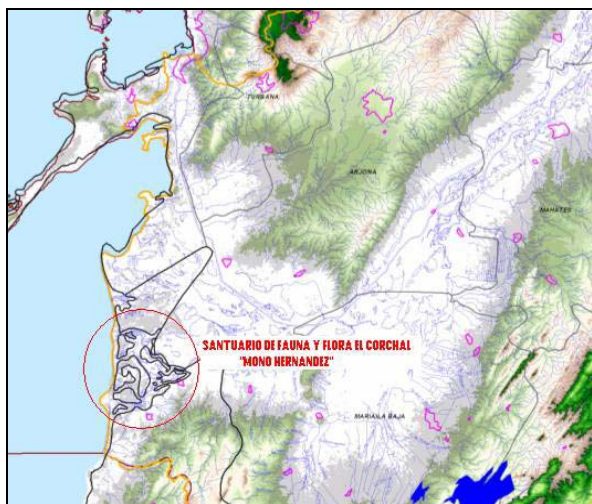 TURBANA
ARJONA
MAHATES
SANTUARIO DE FAUNA Y FLORA EL CORCHAL
"MONO HERNANDEZ"
MARIALA BAJA